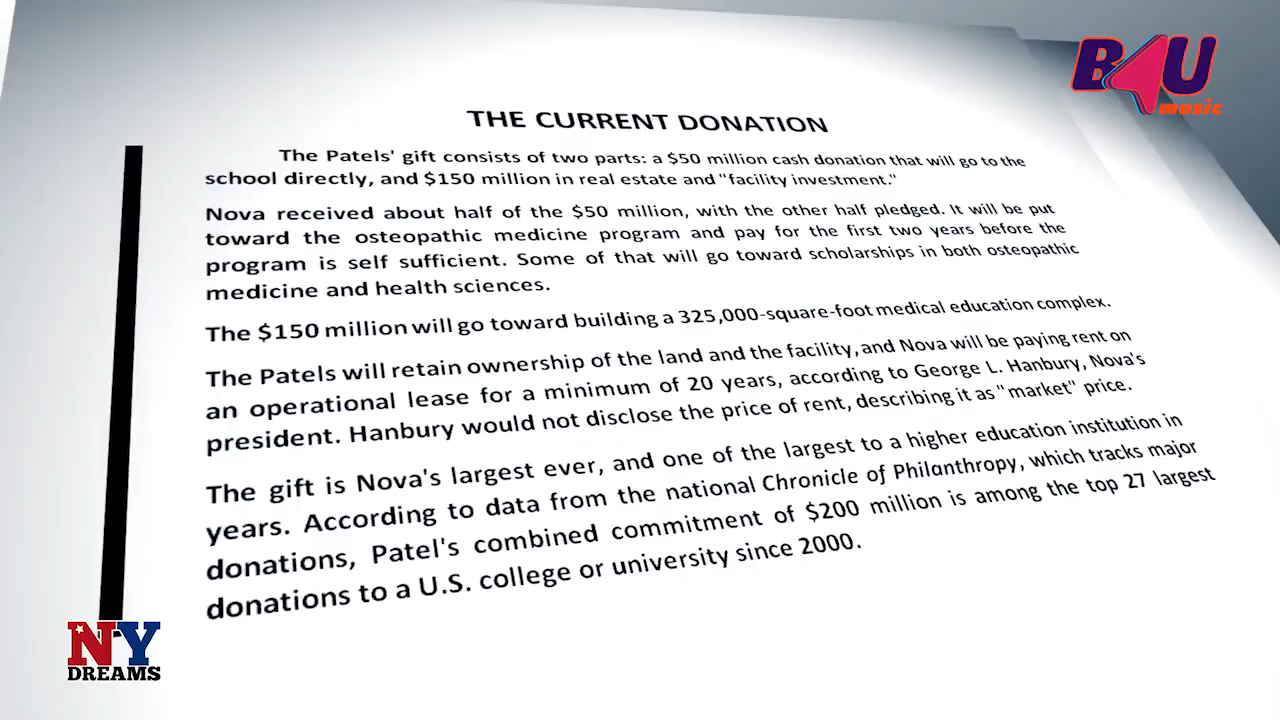 B4U
music
THE CURRENT DONATION
The Patels' gift consists of two parts: a $50 million cash donation that will go to the
school directly, and $150 million in real estate and "facility investment."
Nova received about half of the $50 million, with the other half pledged. It will be put
toward the osteopathic medicine program and pay for the first two years before the
program is self sufficient. Some of that will go toward scholarships in both osteopathic
medicine and health sciences.
The $150 million will go toward building a 325,000-square-foot medical education complex.
The Patels will retain ownership of the land and the facility, and Nova will be paying rent on
an operational lease for a minimum of 20 years, according to George L. Hanbury, Nova's
president. Hanbury would not disclose the price of rent, describing it as "market" price.
The gift is Nova's largest ever, and one of the largest to a higher education institution in
years. According to data from the national Chronicle of Philanthropy, which tracks major
donations, Patel's combined commitment of $200 million is among the top 27 largest
donations to a U.S. college or university since 2000.
NY
DREAMS